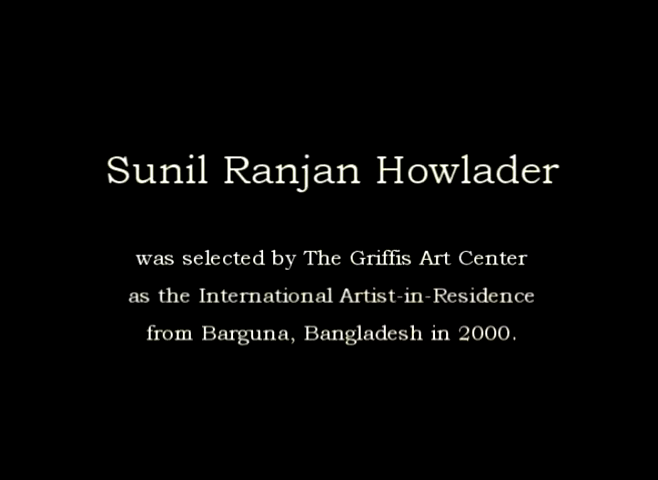 Sunil Ranjan Howlader
was selected by The Griffis Art Center
as the International Artist-in-Residence
from Barguna, Bangladesh in 2000.